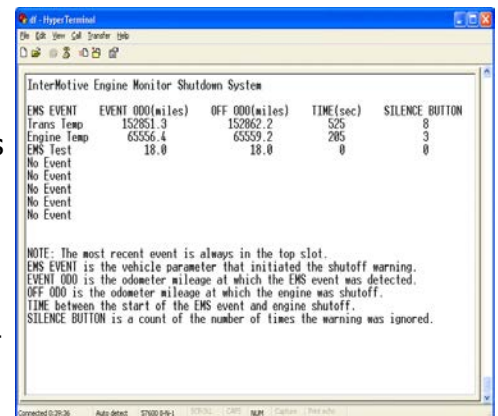 df - HyperTerminal
File Edit View Call Transfer Help
InterMotive Engine Monitor Shutdown System
EMS EVENT EVENT ODO(miles) OFF ODO(miles) TIME(sec) SILENCE BUTTON
Trans Temp 152851.3 152862.2 525 8
Engine Temp 65556.4 65559.2 205 3
EMS Test 18.0 18.0 0 0
No Event
No Event
No Event
No Event
No Event
NOTE: The most recent event is always in the top slot.
EMS EVENT is the vehicle parameter that initiated the shutoff warning.
EVENT ODO is the odometer mileage at which the EMS event was detected.
OFF ODO is the odometer mileage at which the engine was shutoff.
TIME between the start of the EMS event and engine shutoff.
SILENCE BUTTON is a count of the number of times the warning was ignored.
Connected 0:29:36 Auto detect 57600 8-N-1 SCROLL CAPS NUM Capture Print echo